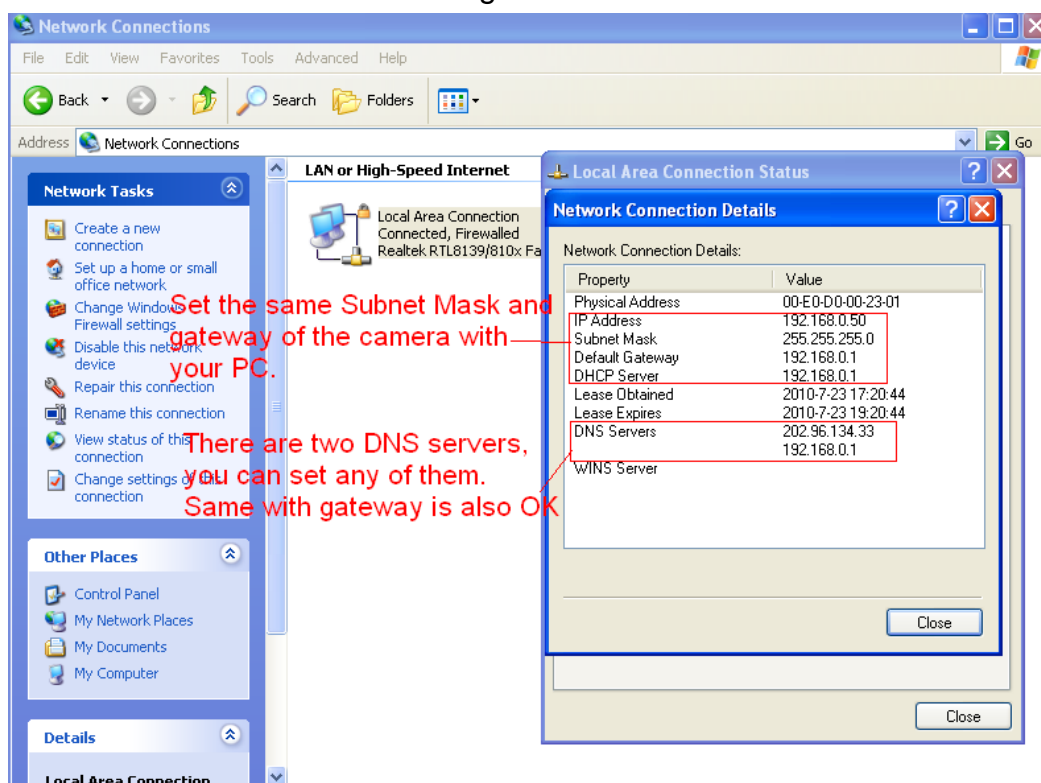 Network Connections
File Edit View Favorites Tools Advanced Help
Back Search Folders
Address Network Connections Go
Network Tasks
Create a new
connection
Set up a home or small
office network
Change Windows
Firewall settings
Disable this network
device
Repair this connection
Rename this connection
View status of this
connection
Change settings of this
connection
Other Places
Control Panel
My Network Places
My Documents
My Computer
Details
Local Area Connection
LAN or High-Speed Internet
Local Area Connection
Connected, Firewalled
Realtek RTL8139/810x Fa
Set the same Subnet Mask and
gateway of the camera with
your PC.
There are two DNS servers,
you can set any of them.
Same with gateway is also OK
Local Area Connection Status
Network Connection Details
Network Connection Details:
Property Value
Physical Address 00-E0-D0-00-23-01
IP Address 192.168.0.50
Subnet Mask 255.255.255.0
Default Gateway 192.168.0.1
DHCP Server 192.168.0.1
Lease Obtained 2010-7-23 17:20:44
Lease Expires 2010-7-23 19:20:44
DNS Servers 202.96.134.33
192.168.0.1
WINS Server
Close
Close